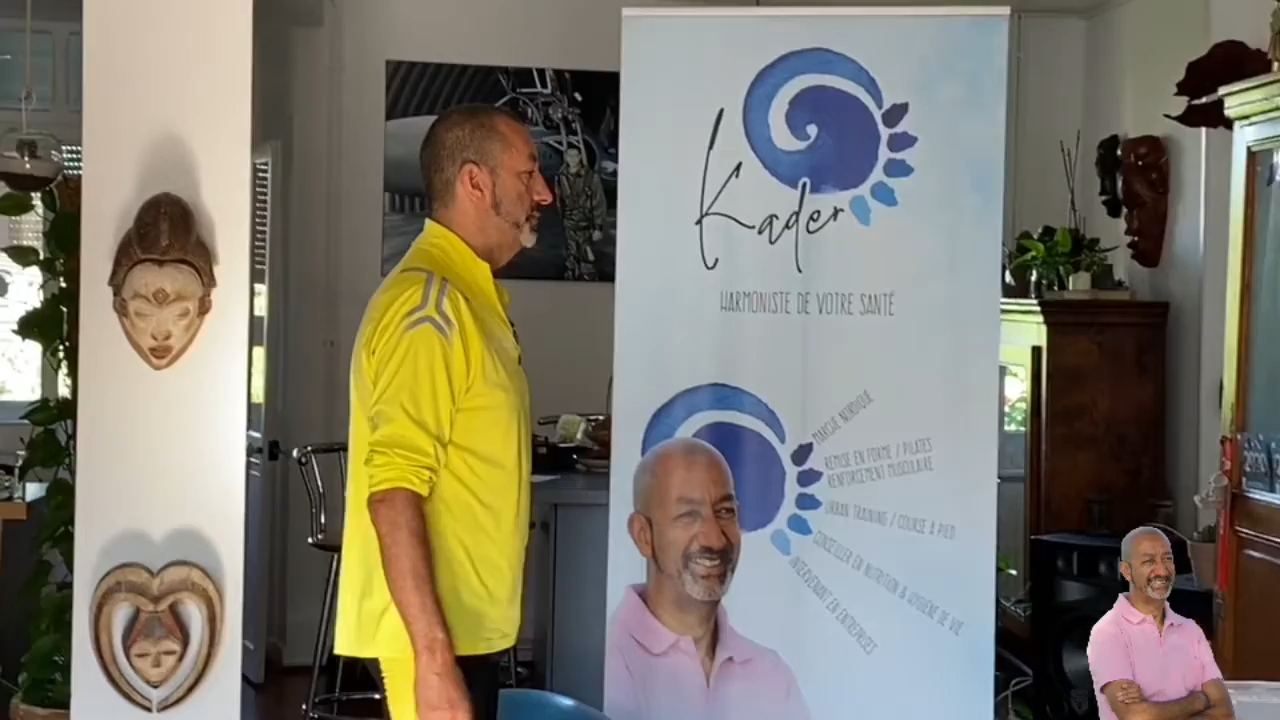 Kader
HARMONISTE DE VOTRE SANTÉ
MARCHE NORDIQUE
REMISE EN FORME / PILATES
RENFORCEMENT MUSCULAIRE
URBAN TRAINING / COURSE À PIED
CONSEILLER EN NUTRITION & HYGIÈNE DE VIE
INTERVENANT EN ENTREPRISES